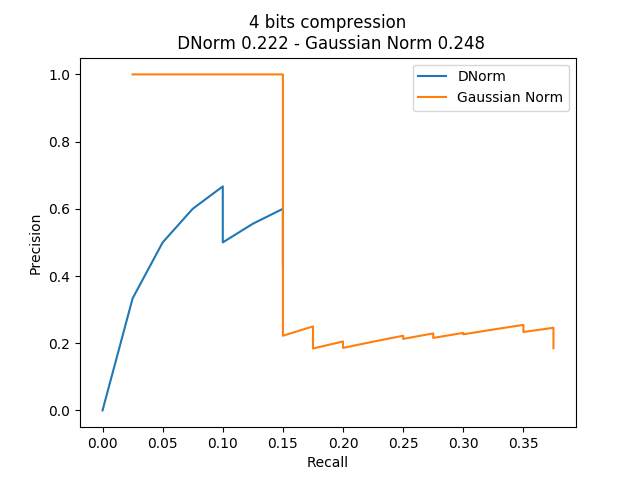 4 bits compression
DNorm 0.222 - Gaussian Norm 0.248
DNorm
Gaussian Norm
1.0
0.8
0.6
0.4
0.2
0.0
Precision
0.00 0.05 0.10 0.15 0.20 0.25 0.30 0.35
Recall